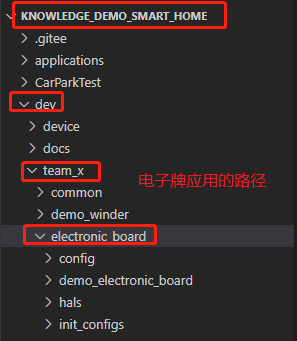 KNOWLEDGE_DEMO_SMART_HOME
.gitee
applications
CarParkTest
dev
device
docs
team_x
电子牌应用的路径
common
demo_winder
electronic_board
config
demo_electronic_board
hals
init_configs